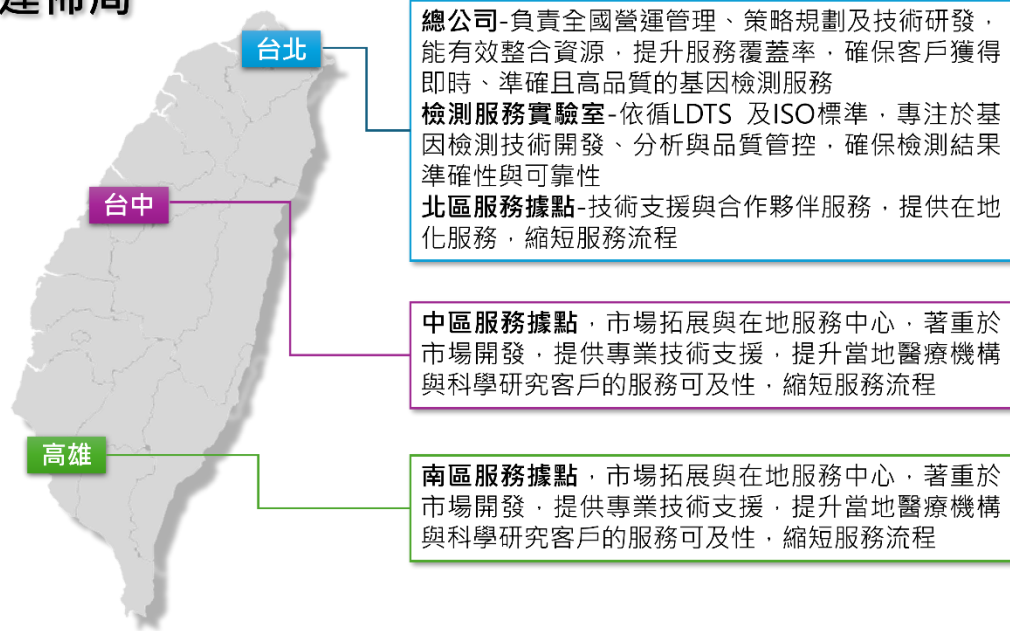 佈局
台北
總公司-負責全國營運管理、策略規劃及技術研發，
能有效整合資源，提升服務覆蓋率，確保客戶獲得
即時、準確且高品質的基因檢測服務
檢測服務實驗室-依循LDTS 及ISO標準，專注於基
因檢測技術開發、分析與品質管控，確保檢測結果
準確性與可靠性
北區服務據點-技術支援與合作夥伴服務，提供在地
化服務，縮短服務流程
台中
中區服務據點，市場拓展與在地服務中心，著重於
市場開發，提供專業技術支援，提升當地醫療機構
與科學研究客戶的服務可及性，縮短服務流程
高雄
南區服務據點，市場拓展與在地服務中心，著重於
市場開發，提供專業技術支援，提升當地醫療機構
與科學研究客戶的服務可及性，縮短服務流程